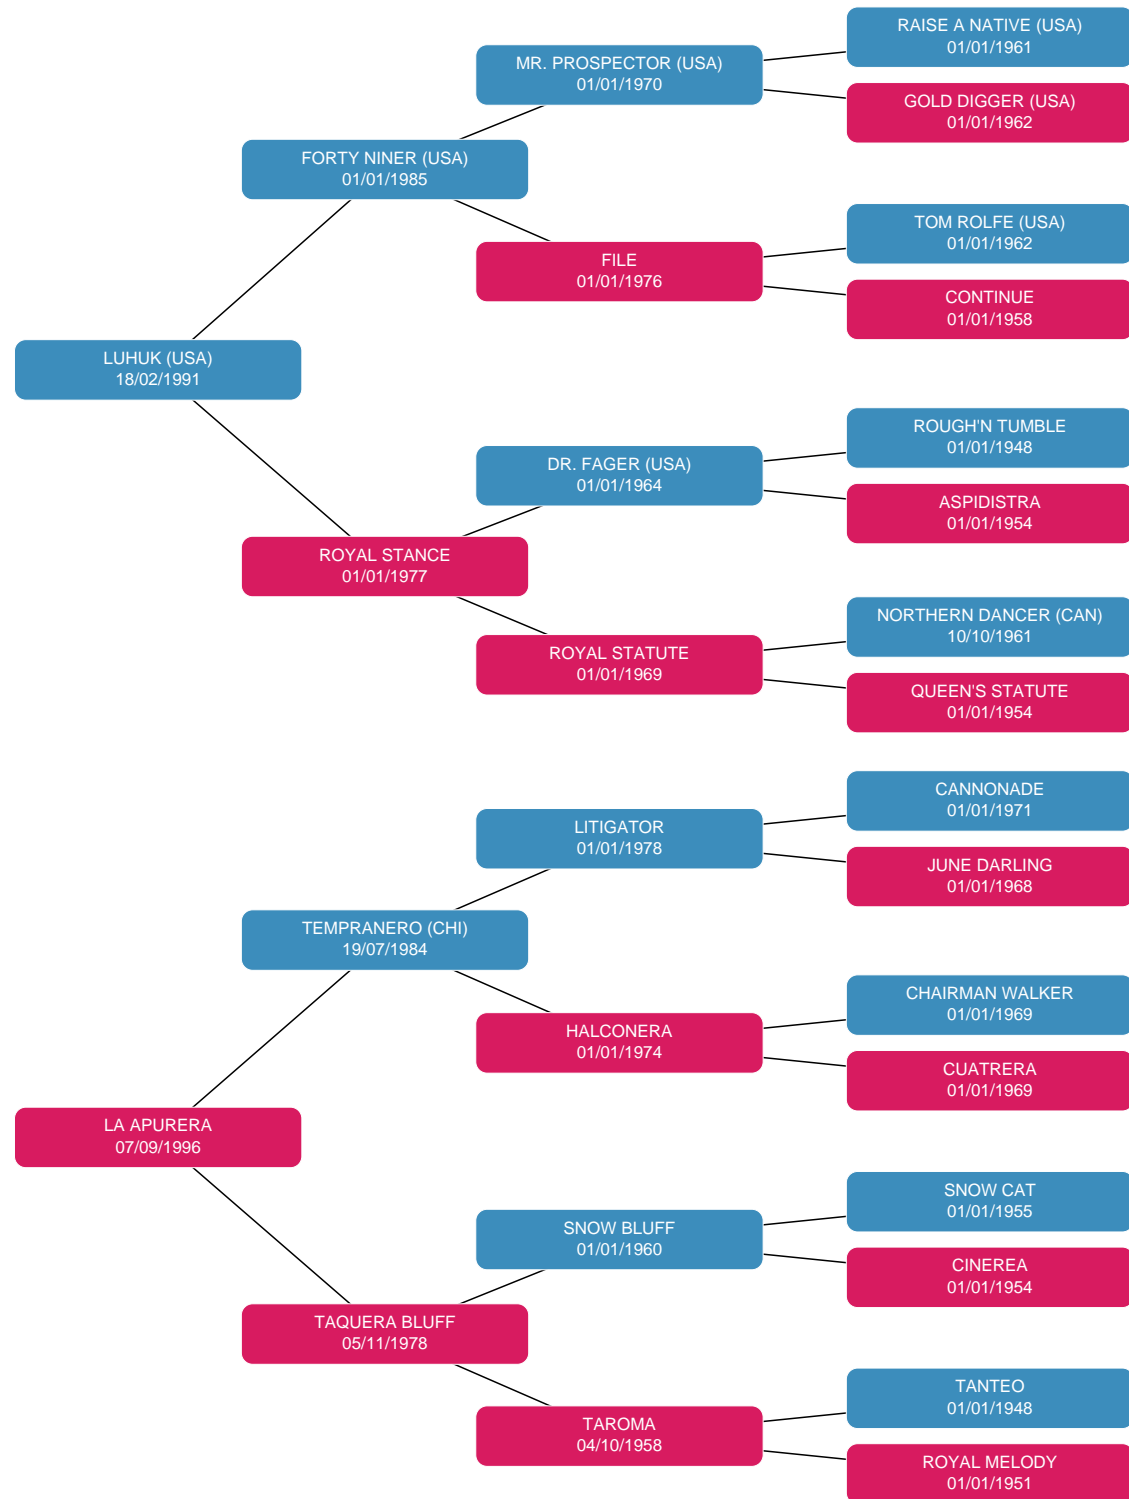 RAISE A NATIVE (USA)
01/01/1961
MR. PROSPECTOR (USA)
01/01/1970
GOLD DIGGER (USA)
01/01/1962
FORTY NINER (USA)
01/01/1985
TOM ROLFE (USA)
01/01/1962
FILE
01/01/1976
CONTINUE
01/01/1958
LUHUK (USA)
18/02/1991
ROUGH'N TUMBLE
01/01/1948
DR. FAGER (USA)
01/01/1964
ASPIDISTRA
01/01/1954
ROYAL STANCE
01/01/1977
NORTHERN DANCER (CAN)
10/10/1961
ROYAL STATUTE
01/01/1969
QUEEN'S STATUTE
01/01/1954
CANNONADE
01/01/1971
LITIGATOR
01/01/1978
JUNE DARLING
01/01/1968
TEMPRANERO (CHI)
19/07/1984
CHAIRMAN WALKER
01/01/1969
HALCONERA
01/01/1974
CUATRERA
01/01/1969
LA APURERA
07/09/1996
SNOW CAT
01/01/1955
SNOW BLUFF
01/01/1960
CINEREA
01/01/1954
TAQUERA BLUFF
05/11/1978
TANTEO
01/01/1948
TAROMA
04/10/1958
ROYAL MELODY
01/01/1951